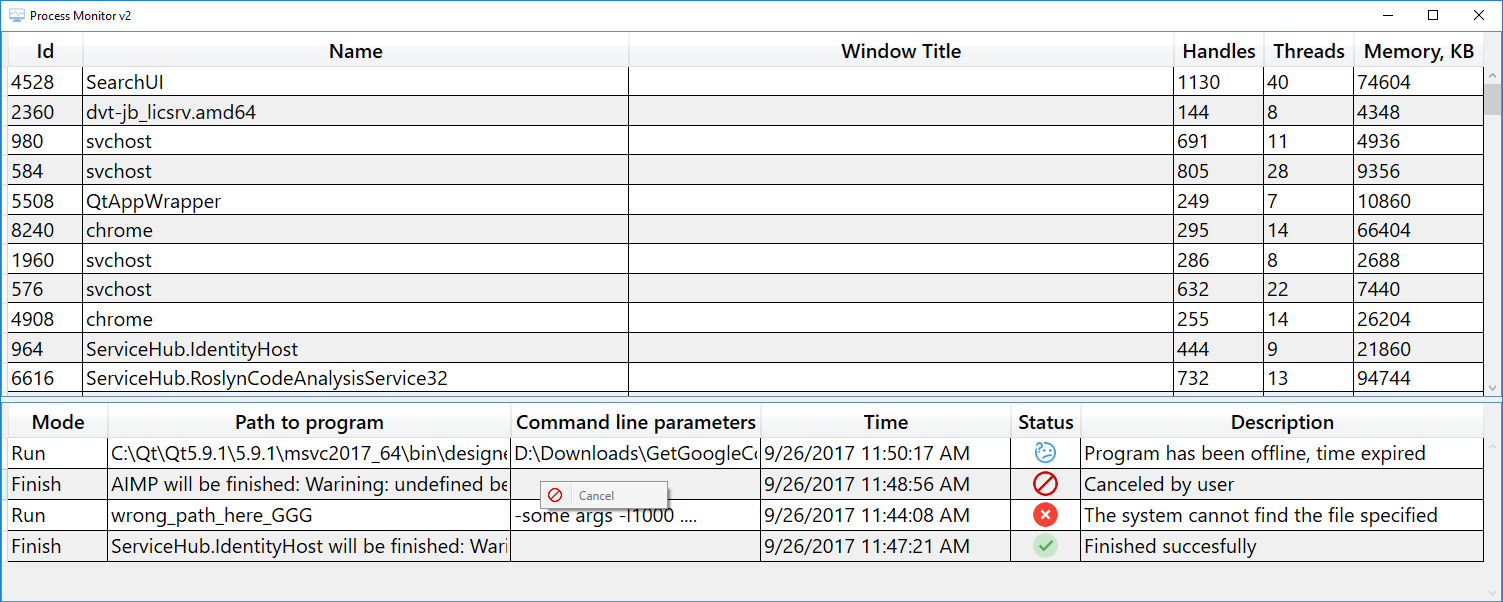 Process Monitor v2
Id Name Window Title Handles Threads Memory, KB
4528 SearchUI 1130 40 74604
2360 dvt-jb_licsrv.amd64 144 8 4348
980 svchost 691 11 4936
584 svchost 805 28 9356
5508 QtAppWrapper 249 7 10860
8240 chrome 295 14 66404
1960 svchost 286 8 2688
576 svchost 632 22 7440
4908 chrome 255 14 26204
964 ServiceHub.IdentityHost 444 9 21860
6616 ServiceHub.RoslynCodeAnalysisService32 732 13 94744
Mode Path to program Command line parameters Time Status Description
Run C:\Qt\Qt5.9.1\5.9.1\msvc2017_64\bin\designe D:\Downloads\GetGoogleCo 9/26/2017 11:50:17 AM Program has been offline, time expired
Finish AIMP will be finished: Warining: undefined be 9/26/2017 11:48:56 AM Canceled by user
Cancel
Run wrong_path_here_GGG -some args -l1000 .... 9/26/2017 11:44:08 AM The system cannot find the file specified
Finish ServiceHub.IdentityHost will be finished: Wari 9/26/2017 11:47:21 AM Finished succesfully